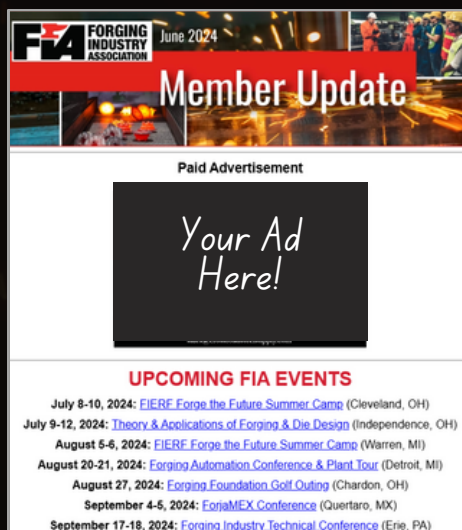 FIA FORGING
INDUSTRY
ASSOCIATION
June 2024
Member Update
Paid Advertisement
Your Ad
Here!
UPCOMING FIA EVENTS
July 8-10, 2024: FIERF Forge the Future Summer Camp (Cleveland, OH)
July 9-12, 2024: Theory & Applications of Forging & Die Design (Independence, OH)
August 5-6, 2024: FIERF Forge the Future Summer Camp (Warren, MI)
August 20-21, 2024: Forging Automation Conference & Plant Tour (Detroit, MI)
August 27, 2024: Forging Foundation Golf Outing (Chardon, OH)
September 4-5, 2024: ForjaMEX Conference (Quertaro, MX)
September 17-18, 2024: Forging Industry Technical Conference (Erie, PA)